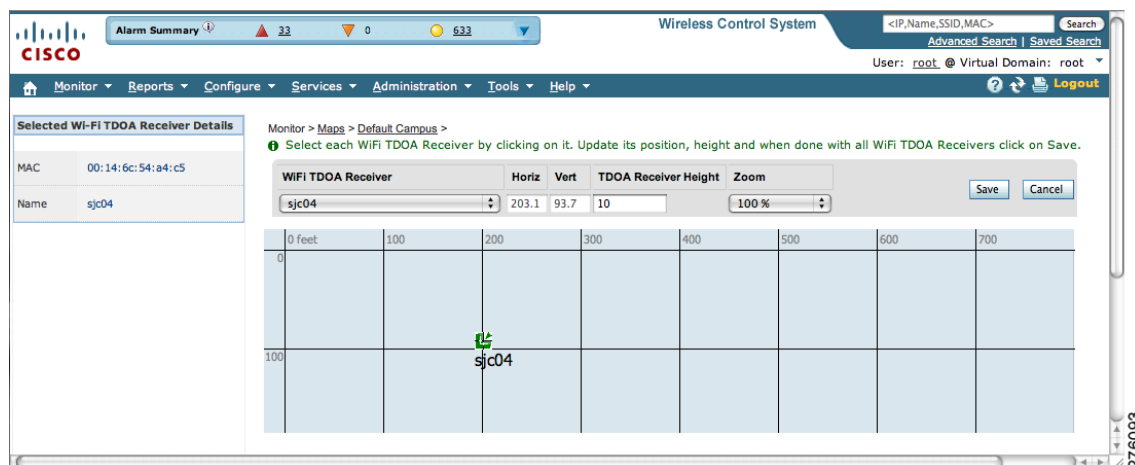 Alarm Summary 33 0 633
Wireless Control System
<IP,Name,SSID,MAC> Search
Advanced Search | Saved Search
CISCO
User: root @ Virtual Domain: root
Monitor Reports Configure Services Administration Tools Help Logout
Selected Wi-Fi TDOA Receiver Details
MAC 00:14:6c:54:a4:c5
Name sjc04
Monitor > Maps > Default Campus >
Select each WiFi TDOA Receiver by clicking on it. Update its position, height and when done with all WiFi TDOA Receivers click on Save.
WiFi TDOA Receiver Horiz Vert TDOA Receiver Height Zoom
sjc04 203.1 93.7 10 100 %
Save Cancel
0 feet 100 200 300 400 500 600 700
0
100
sjc04
276093